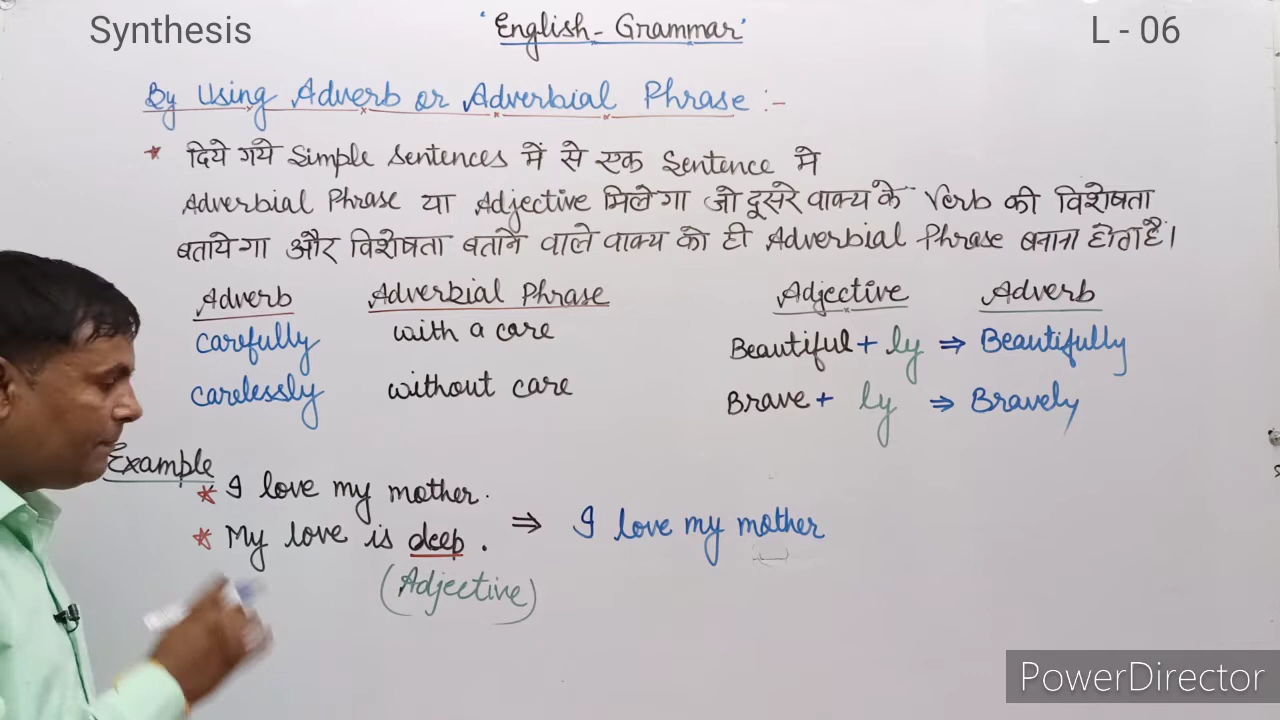 Synthesis
'English - Grammar'
L - 06
By Using Adverb or Adverbial Phrase :-
* दिये गये Simple Sentences में से एक Sentence मे
Adverbial Phrase या Adjective मिलेगा जो दूसरे वाक्य के Verb की विशेषता
बतायेगा और विशेषता बताने वाले वाक्य को ही Adverbial Phrase बनाना होता है।
Adverb Adverbial Phrase Adjective Adverb
carefully with a care Beautiful + ly ⇒ Beautifully
carelessly without care Brave + ly ⇒ Bravely
Example
* I love my mother.
* My love is deep. ⇒ I love my mother
(Adjective)
PowerDirector